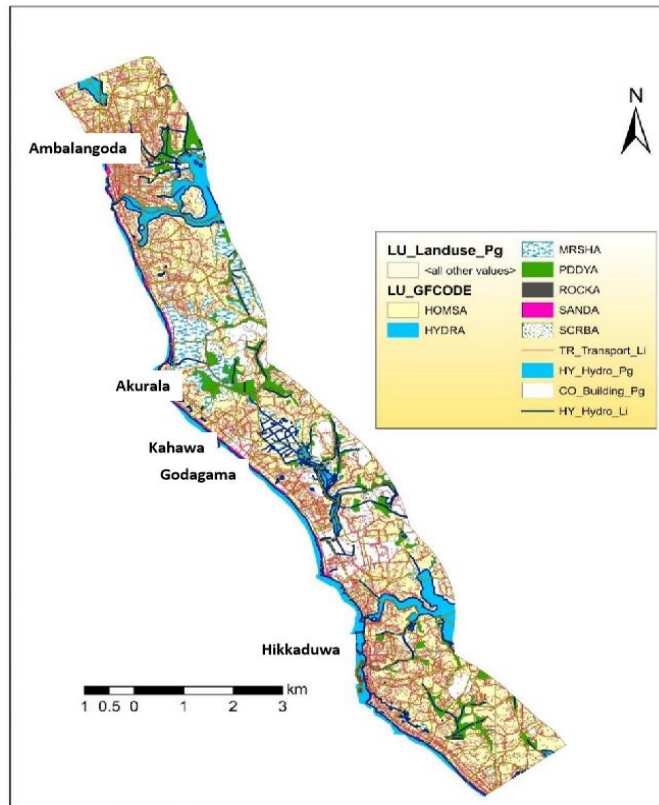 N
Ambalangoda
LU_Landuse_Pg
<all other values>
LU_GFCODE
HOMSA
HYDRA
MRSHA
PDDYA
ROCKA
SANDA
SCRBA
TR_Transport_Li
HY_Hydro_Pg
CO_Building_Pg
HY_Hydro_Li
Akurala
Kahawa
Godagama
Hikkaduwa
km
1 0.5 0 1 2 3